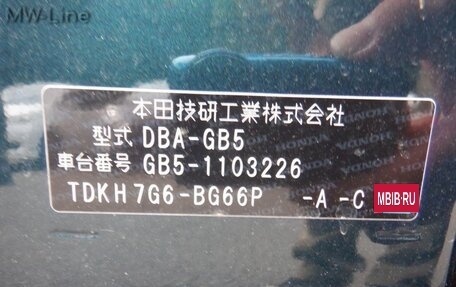 MW-Line
本田技研工業株式会社
型式 DBA-GB5
車台番号 GB5-1103226
TDKH7G6-BG66P -A -C MBIB.RU